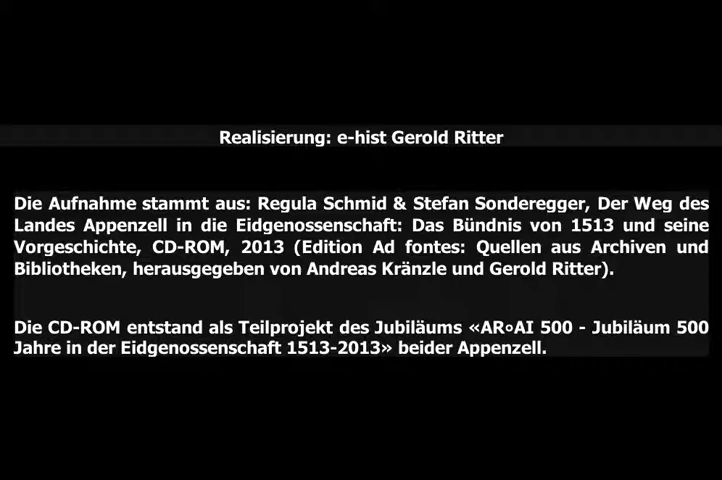 Realisierung: e-hist Gerold Ritter
Die Aufnahme stammt aus: Regula Schmid & Stefan Sonderegger, Der Weg des
Landes Appenzell in die Eidgenossenschaft: Das Bündnis von 1513 und seine
Vorgeschichte, CD-ROM, 2013 (Edition Ad fontes: Quellen aus Archiven und
Bibliotheken, herausgegeben von Andreas Kränzle und Gerold Ritter).
Die CD-ROM entstand als Teilprojekt des Jubiläums «AR∘AI 500 - Jubiläum 500
Jahre in der Eidgenossenschaft 1513-2013» beider Appenzell.